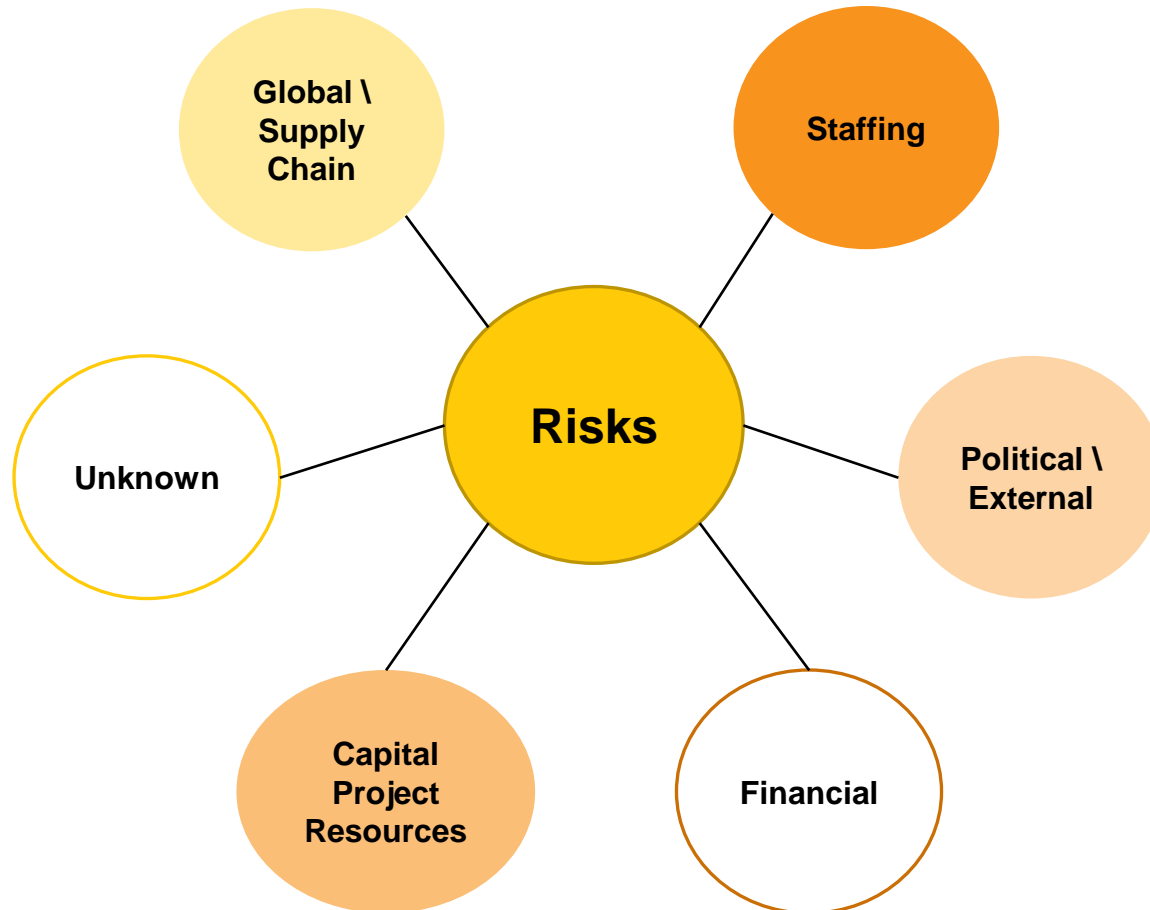 Global \
Supply
Chain
Staffing
Risks
Unknown
Political \
External
Capital
Project
Resources
Financial